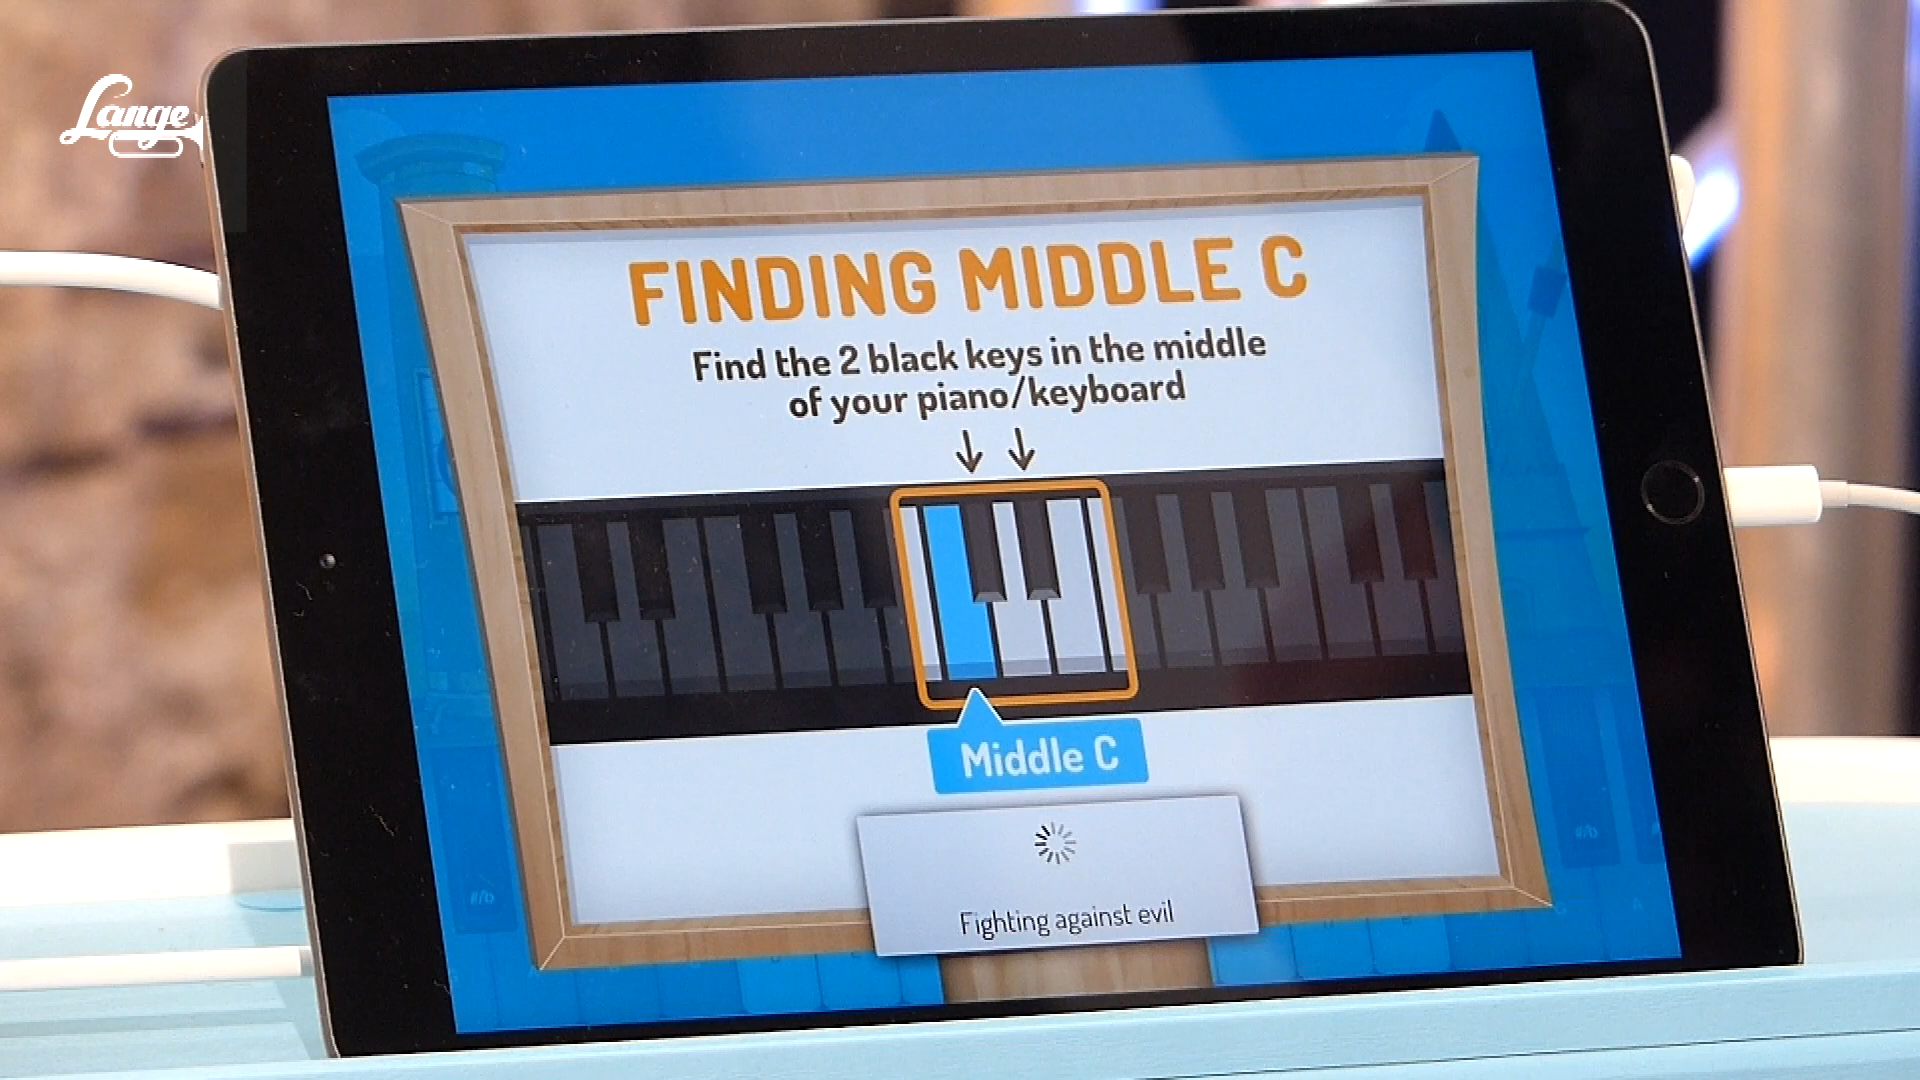 Lange
FINDING MIDDLE C
Find the 2 black keys in the middle
of your piano/keyboard
Middle C
Fighting against evil
#/b
#/b